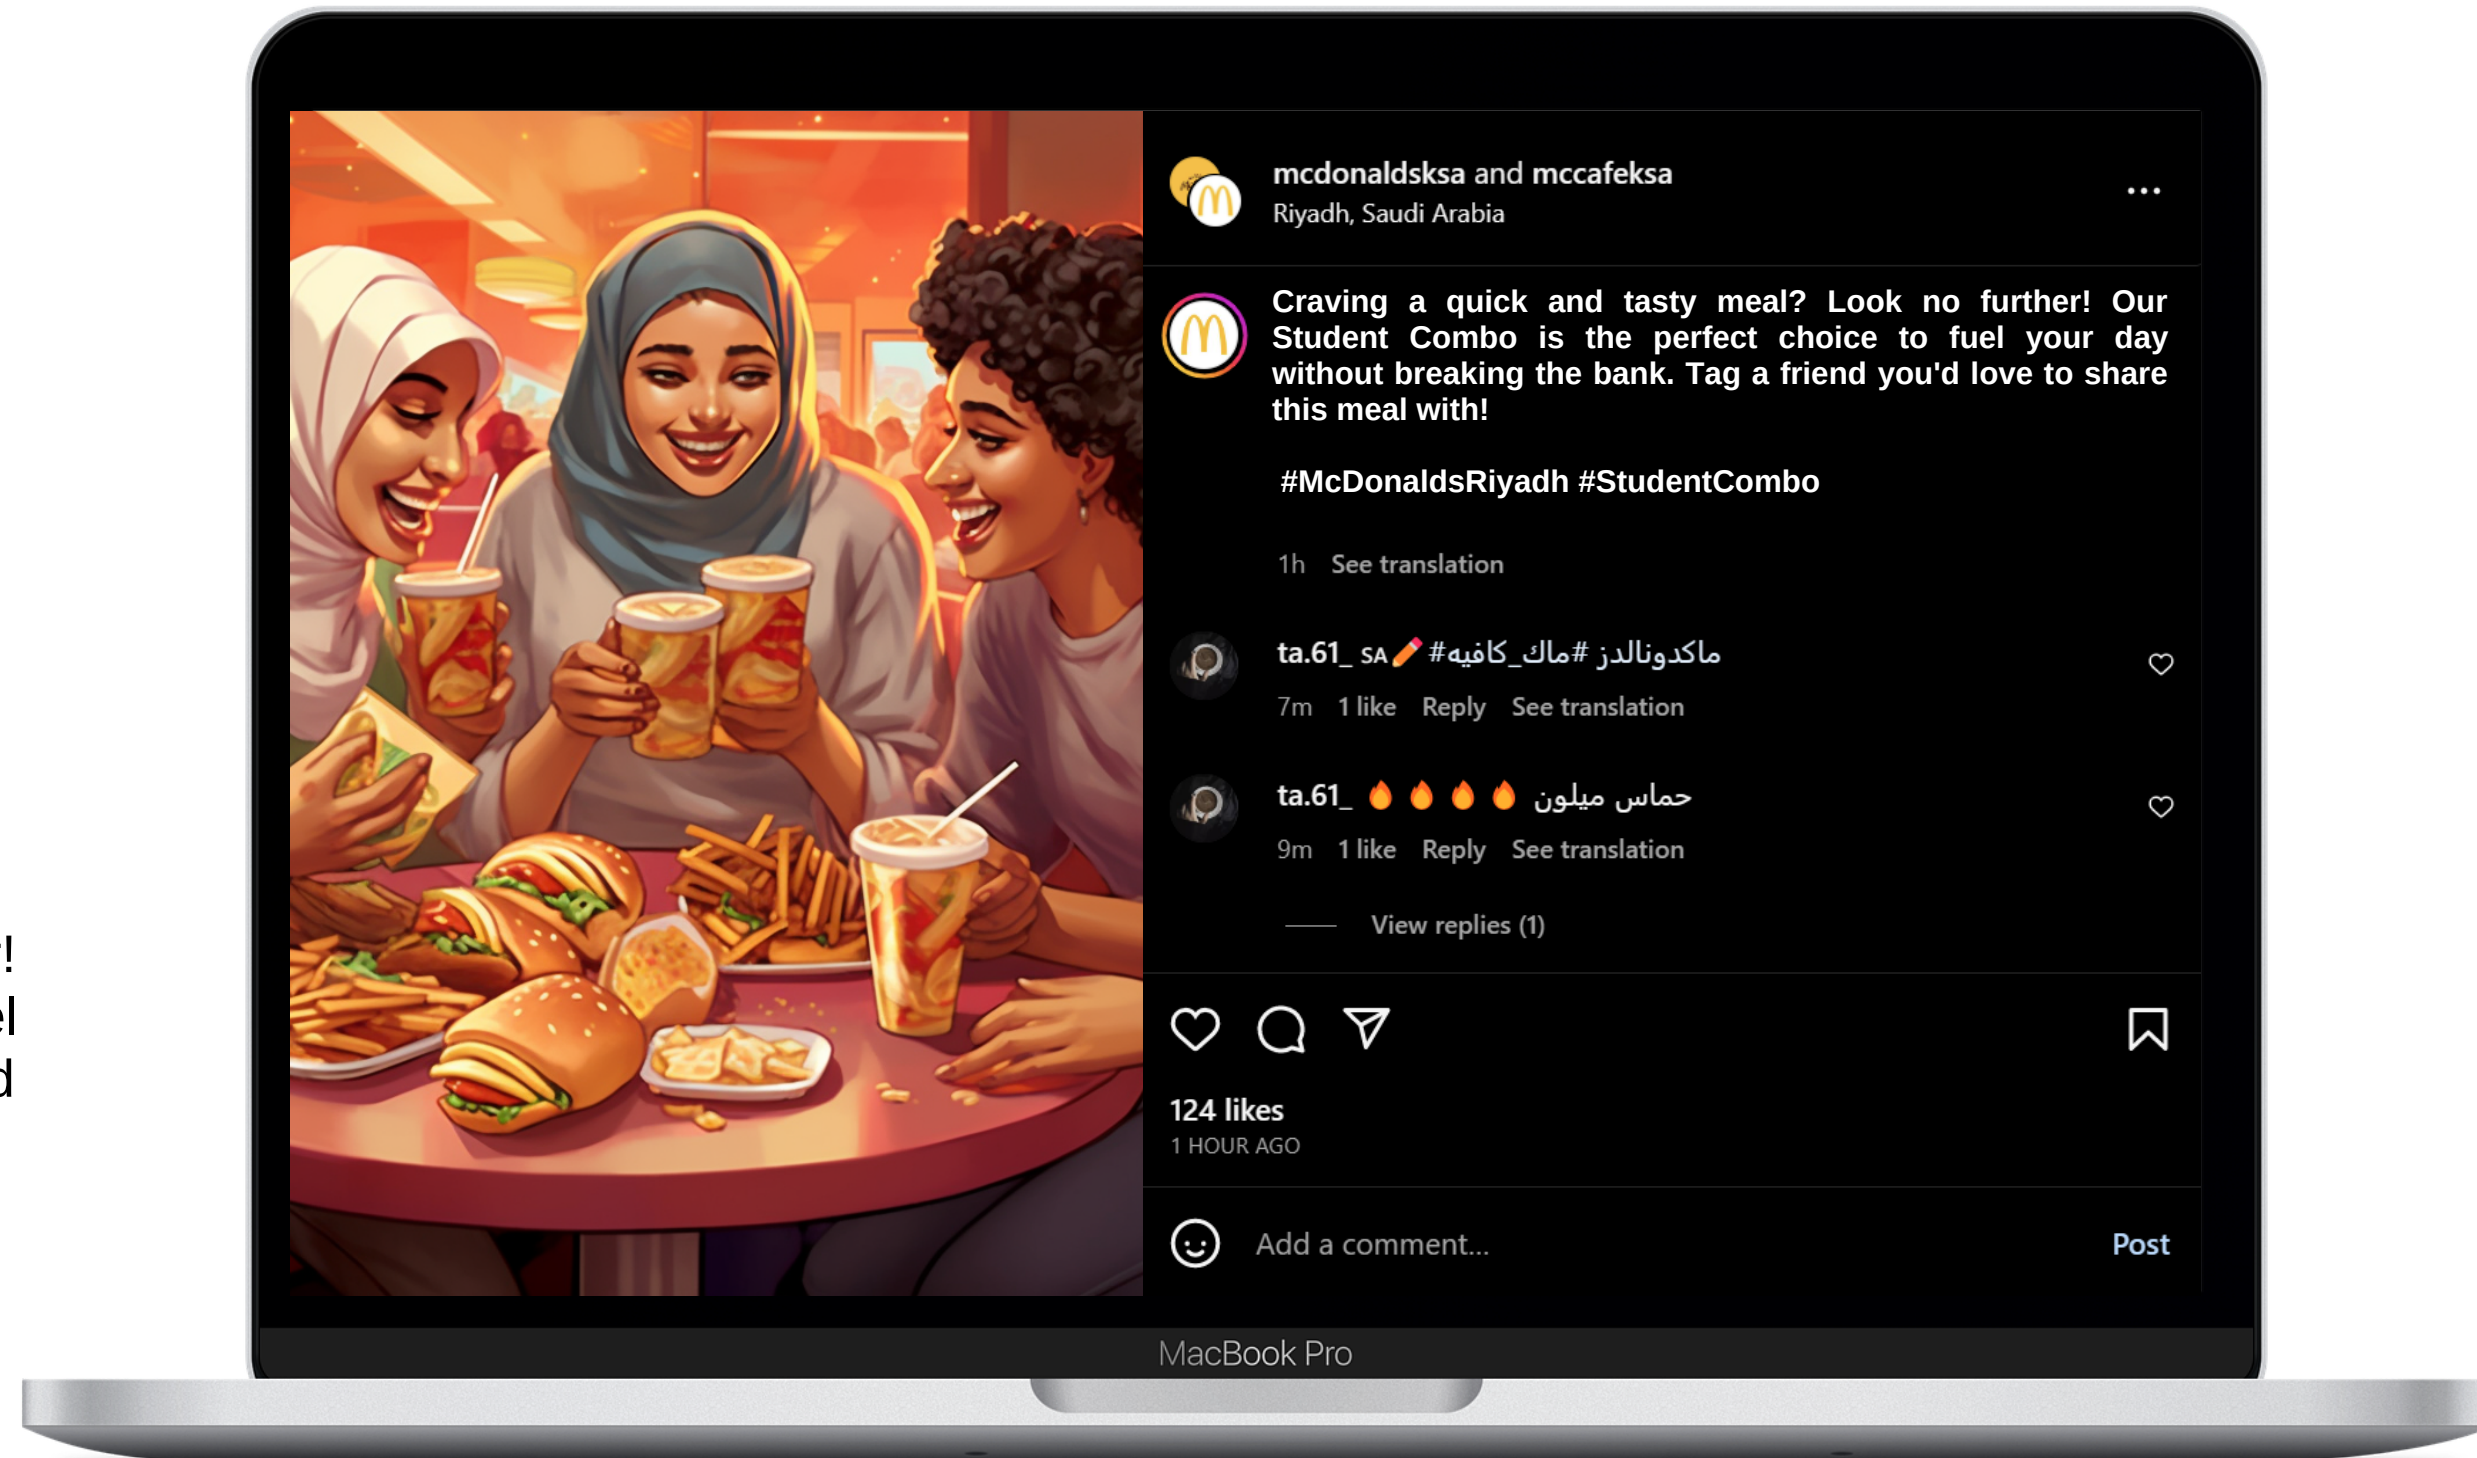 !
el
d
mcdonaldsksa and mccafeksa
Riyadh, Saudi Arabia
Craving a quick and tasty meal? Look no further! Our
Student Combo is the perfect choice to fuel your day
without breaking the bank. Tag a friend you'd love to share
this meal with!
#McDonaldsRiyadh #StudentCombo
1h See translation
ta.61_ SA🖍️ #ماكدونالدز #ماك_كافيه
7m 1 like Reply See translation
ta.61_ 🔥🔥🔥🔥 حماس ميلون
9m 1 like Reply See translation
View replies (1)
124 likes
1 HOUR AGO
Add a comment...
Post
MacBook Pro